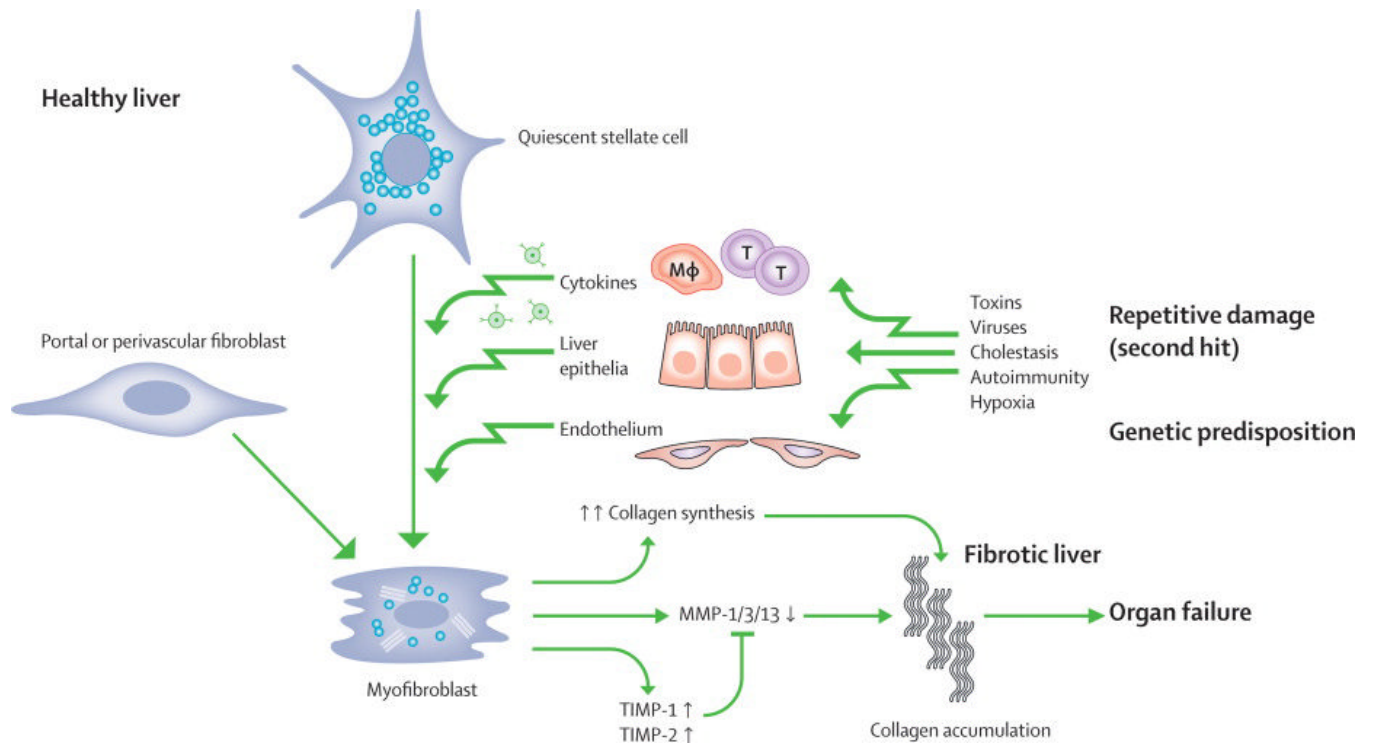 Healthy liver
Quiescent stellate cell
Mϕ
T
T
Cytokines
Toxins
Viruses
Cholestasis
Autoimmunity
Hypoxia
Repetitive damage
(second hit)
Portal or perivascular fibroblast
Liver
epithelia
Endothelium
Genetic predisposition
↑↑ Collagen synthesis
Fibrotic liver
MMP-1/3/13 ↓
Organ failure
Myofibroblast
TIMP-1 ↑
TIMP-2 ↑
Collagen accumulation